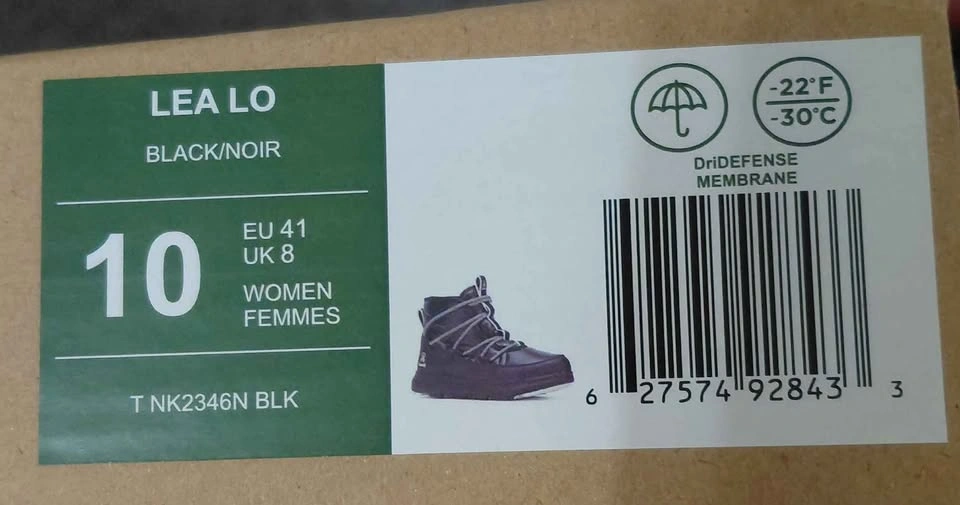 LEA LO
BLACK/NOIR
10
EU 41
UK 8
WOMEN
FEMMES
T NK2346N BLK
-22°F
-30°C
DriDEFENSE
MEMBRANE
6 27574 92843 3